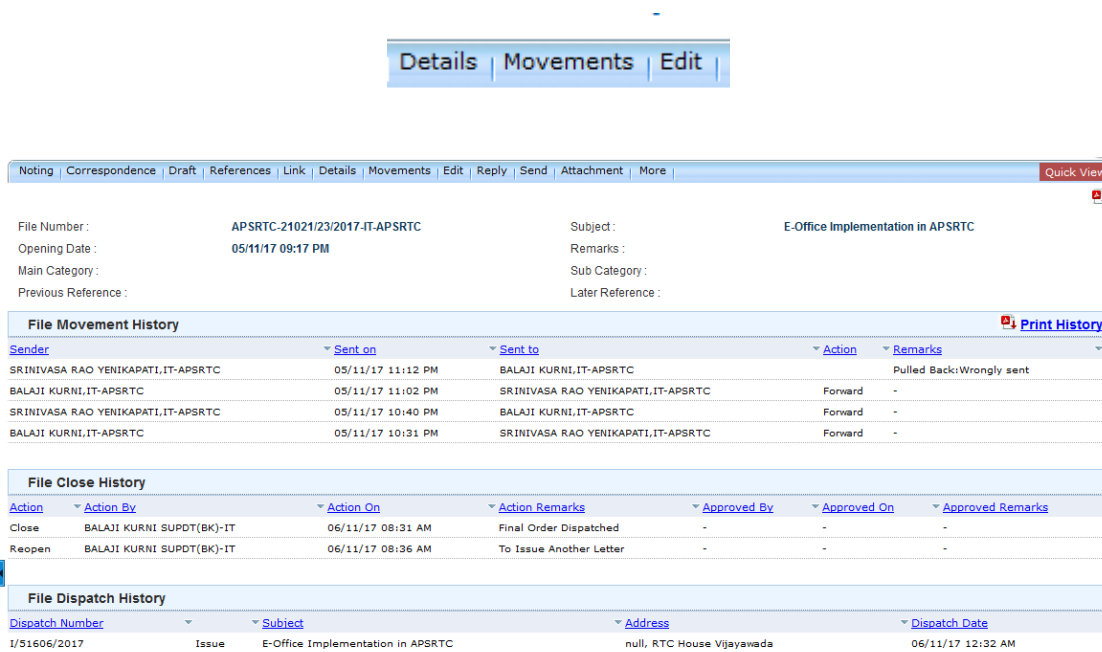 Details | Movements | Edit |
Noting | Correspondence | Draft | References | Link | Details | Movements | Edit | Reply | Send | Attachment | More | Quick View
File Number : APSRTC-21021/23/2017-IT-APSRTC Subject : E-Office Implementation in APSRTC
Opening Date : 05/11/17 09:17 PM Remarks :
Main Category : Sub Category :
Previous Reference : Later Reference :
File Movement History Print History
Sender Sent on Sent to Action Remarks
SRINIVASA RAO YENIKAPATI,IT-APSRTC 05/11/17 11:12 PM BALAJI KURNI,IT-APSRTC Pulled Back:Wrongly sent
BALAJI KURNI,IT-APSRTC 05/11/17 11:02 PM SRINIVASA RAO YENIKAPATI,IT-APSRTC Forward -
SRINIVASA RAO YENIKAPATI,IT-APSRTC 05/11/17 10:40 PM BALAJI KURNI,IT-APSRTC Forward -
BALAJI KURNI,IT-APSRTC 05/11/17 10:31 PM SRINIVASA RAO YENIKAPATI,IT-APSRTC Forward -
File Close History
Action Action By Action On Action Remarks Approved By Approved On Approved Remarks
Close BALAJI KURNI SUPDT(BK)-IT 06/11/17 08:31 AM Final Order Dispatched - - -
Reopen BALAJI KURNI SUPDT(BK)-IT 06/11/17 08:36 AM To Issue Another Letter - - -
File Dispatch History
Dispatch Number Subject Address Dispatch Date
I/51606/2017 Issue E-Office Implementation in APSRTC null, RTC House Vijayawada 06/11/17 12:32 AM